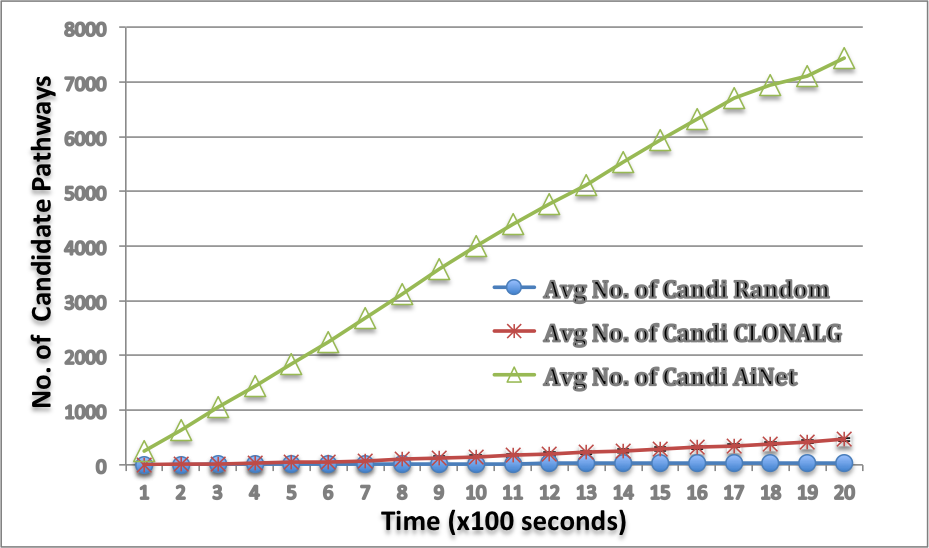 8000
7000
6000
5000
4000
3000
2000
1000
0
No. of Candidate Pathways
Avg No. of Candi Random
Avg No. of Candi CLONALG
Avg No. of Candi AiNet
1 2 3 4 5 6 7 8 9 10 11 12 13 14 15 16 17 18 19 20
Time (x100 seconds)